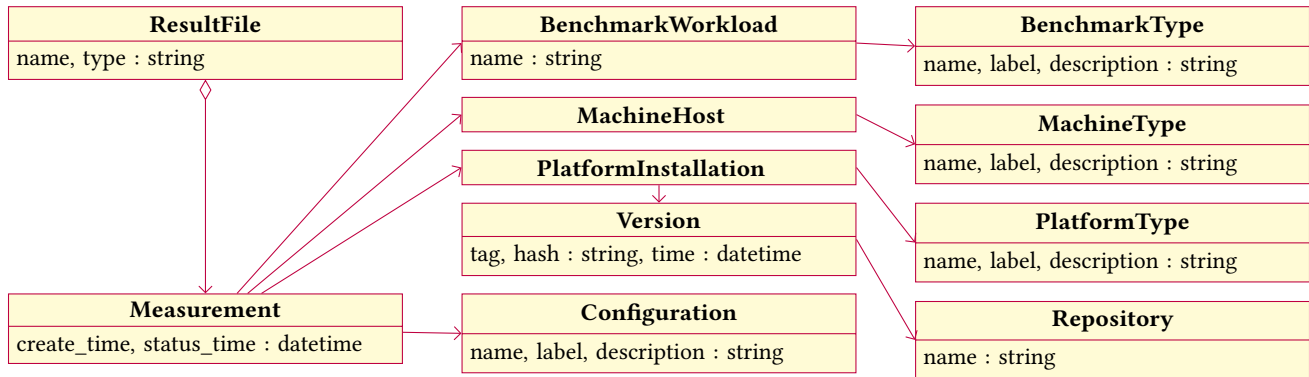 ResultFile
name, type : string
Measurement
create_time, status_time : datetime
BenchmarkWorkload
name : string
MachineHost
PlatformInstallation
Version
tag, hash : string, time : datetime
Configuration
name, label, description : string
BenchmarkType
name, label, description : string
MachineType
name, label, description : string
PlatformType
name, label, description : string
Repository
name : string